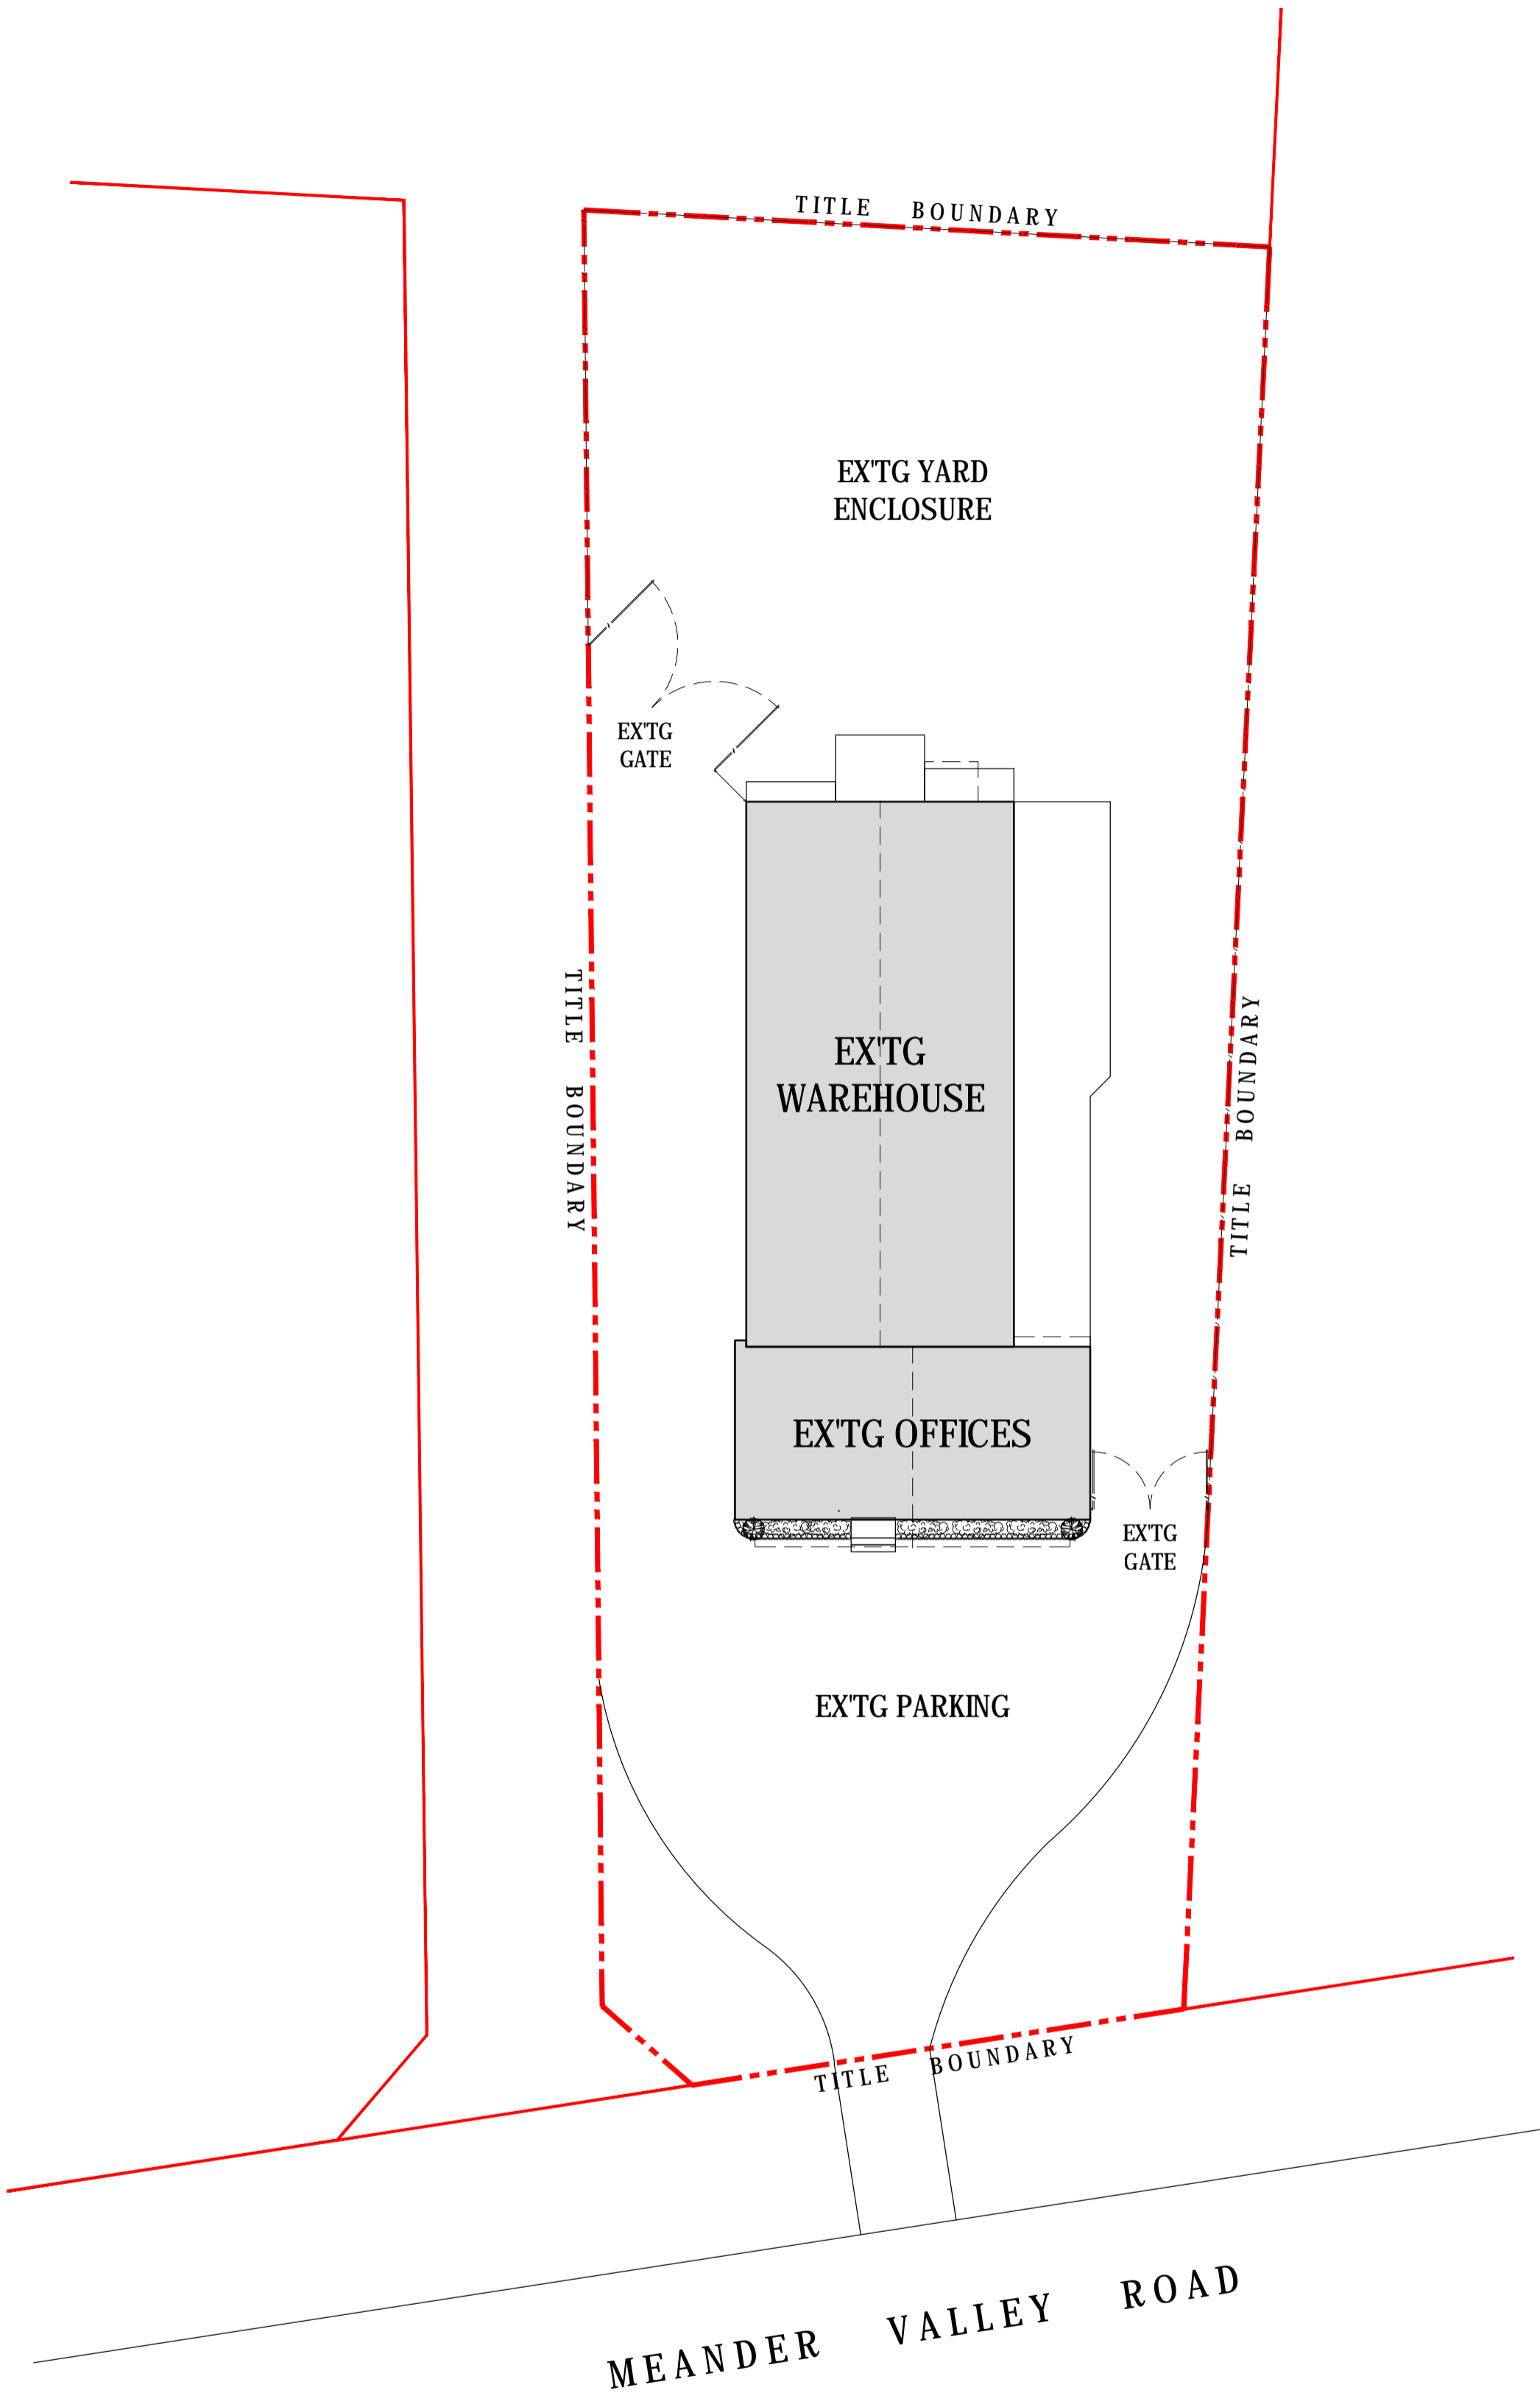 TITLE BOUNDARY
EX'TG YARD
ENCLOSURE
EX'TG
GATE
TITLE BOUNDARY
EX'TG
WAREHOUSE
TITLE BOUNDARY
EX'TG OFFICES
EX'TG
GATE
EX'TG PARKING
TITLE BOUNDARY
MEANDER VALLEY ROAD